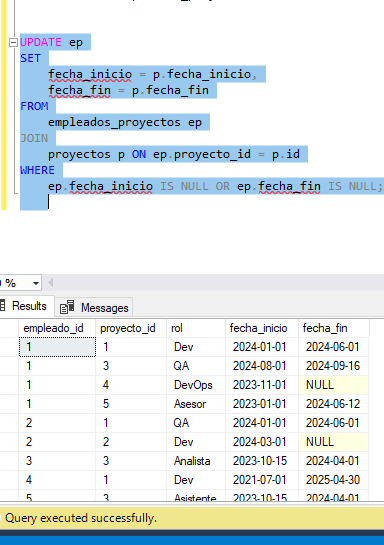 UPDATE ep
SET
fecha_inicio = p.fecha_inicio,
fecha_fin = p.fecha_fin
FROM
empleados_proyectos ep
JOIN
proyectos p ON ep.proyecto_id = p.id
WHERE
ep.fecha_inicio IS NULL OR ep.fecha_fin IS NULL;
%
Results Messages
empleado_id proyecto_id rol fecha_inicio fecha_fin
1 1 Dev 2024-01-01 2024-06-01
1 3 QA 2024-08-01 2024-09-16
1 4 DevOps 2023-11-01 NULL
1 5 Asesor 2023-01-01 2024-06-12
2 1 QA 2024-01-01 2024-06-01
2 2 Dev 2024-03-01 NULL
3 3 Analista 2023-10-15 2024-04-01
4 1 Dev 2021-07-01 2025-04-30
5 3 Asistente 2023-10-15 2024-04-01
Query executed successfully.